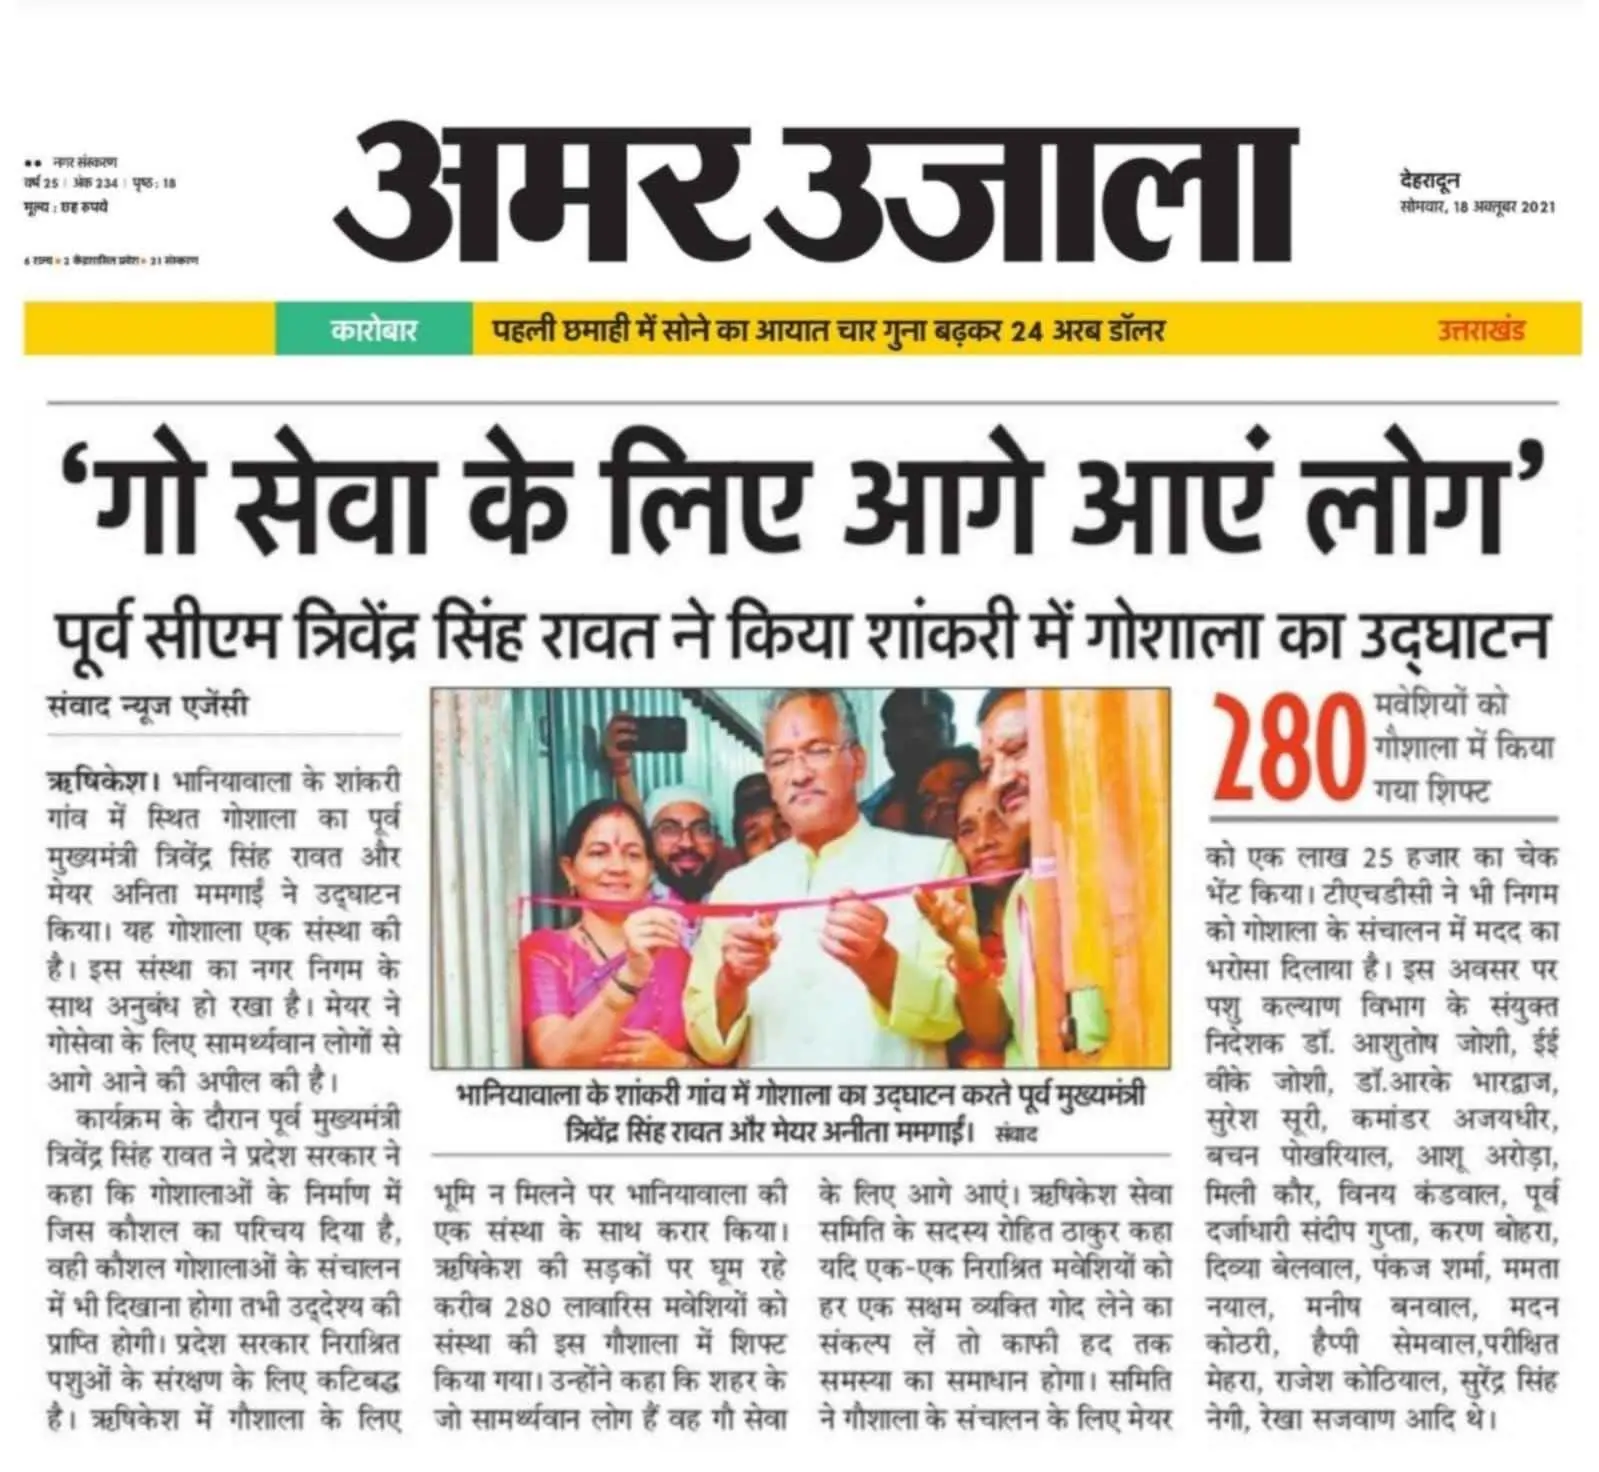 नगर संस्करण
वर्ष 25 | अंक 234 | पृष्ठ : 18
मूल्य : छह रुपये
6 राज्य • 2 केंद्रशासित प्रदेश • 21 संस्करण
अमर उजाला
देहरादून
सोमवार, 18 अक्तूबर 2021
कारोबार
पहली छमाही में सोने का आयात चार गुना बढ़कर 24 अरब डॉलर
उत्तराखंड
‘गो सेवा के लिए आगे आएं लोग’
पूर्व सीएम त्रिवेंद्र सिंह रावत ने किया शांकरी में गोशाला का उद्घाटन
संवाद न्यूज एजेंसी
ऋषिकेश। भानियावाला के शांकरी
गांव में स्थित गोशाला का पूर्व
मुख्यमंत्री त्रिवेंद्र सिंह रावत और
मेयर अनिता ममगाईं ने उद्घाटन
किया। यह गोशाला एक संस्था की
है। इस संस्था का नगर निगम के
साथ अनुबंध हो रखा है। मेयर ने
गोसेवा के लिए सामर्थ्यवान लोगों से
आगे आने की अपील की है।
कार्यक्रम के दौरान पूर्व मुख्यमंत्री
त्रिवेंद्र सिंह रावत ने प्रदेश सरकार ने
कहा कि गोशालाओं के निर्माण में
जिस कौशल का परिचय दिया है,
वही कौशल गोशालाओं के संचालन
में भी दिखाना होगा तभी उद्देश्य की
प्राप्ति होगी। प्रदेश सरकार निराश्रित
पशुओं के संरक्षण के लिए कटिबद्ध
है। ऋषिकेश में गौशाला के लिए
भानियावाला के शांकरी गांव में गोशाला का उद्घाटन करते पूर्व मुख्यमंत्री
त्रिवेंद्र सिंह रावत और मेयर अनीता ममगाईं। संवाद
भूमि न मिलने पर भानियावाला की
एक संस्था के साथ करार किया।
ऋषिकेश की सड़कों पर घूम रहे
करीब 280 लावारिस मवेशियों को
संस्था की इस गौशाला में शिफ्ट
किया गया। उन्होंने कहा कि शहर के
जो सामर्थ्यवान लोग हैं वह गौ सेवा
के लिए आगे आएं। ऋषिकेश सेवा
समिति के सदस्य रोहित ठाकुर कहा
यदि एक-एक निराश्रित मवेशियों को
हर एक सक्षम व्यक्ति गोद लेने का
संकल्प लें तो काफी हद तक
समस्या का समाधान होगा। समिति
ने गौशाला के संचालन के लिए मेयर
280 मवेशियों को
गौशाला में किया
गया शिफ्ट
को एक लाख 25 हजार का चेक
भेंट किया। टीएचडीसी ने भी निगम
को गोशाला के संचालन में मदद का
भरोसा दिलाया है। इस अवसर पर
पशु कल्याण विभाग के संयुक्त
निदेशक डॉ. आशुतोष जोशी, ईई
वीके जोशी, डॉ.आरके भारद्वाज,
सुरेश सूरी, कमांडर अजयधीर,
बचन पोखरियाल, आशू अरोड़ा,
मिली कौर, विनय कंडवाल, पूर्व
दर्जाधारी संदीप गुप्ता, करण बोहरा,
दिव्या बेलवाल, पंकज शर्मा, ममता
नयाल, मनीष बनवाल, मदन
कोठरी, हैप्पी सेमवाल,परीक्षित
मेहरा, राजेश कोठियाल, सुरेंद्र सिंह
नेगी, रेखा सजवाण आदि थे।